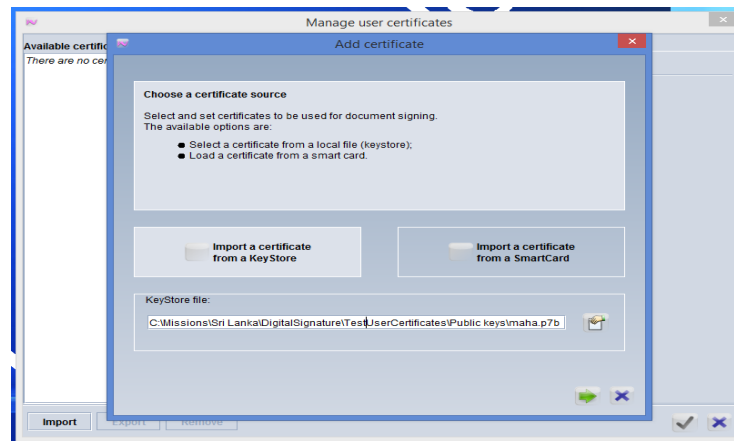 Manage user certificates
Add certificate
Available certific
There are no cer
Choose a certificate source
Select and set certificates to be used for document signing.
The available options are:
Select a certificate from a local file (keystore);
Load a certificate from a smart card.
Import a certificate
from a KeyStore
Import a certificate
from a SmartCard
KeyStore file:
C:\Missions\Sri Lanka\DigitalSignature\TestUserCertificates\Public keys\maha.p7b
Import
Export
Remove